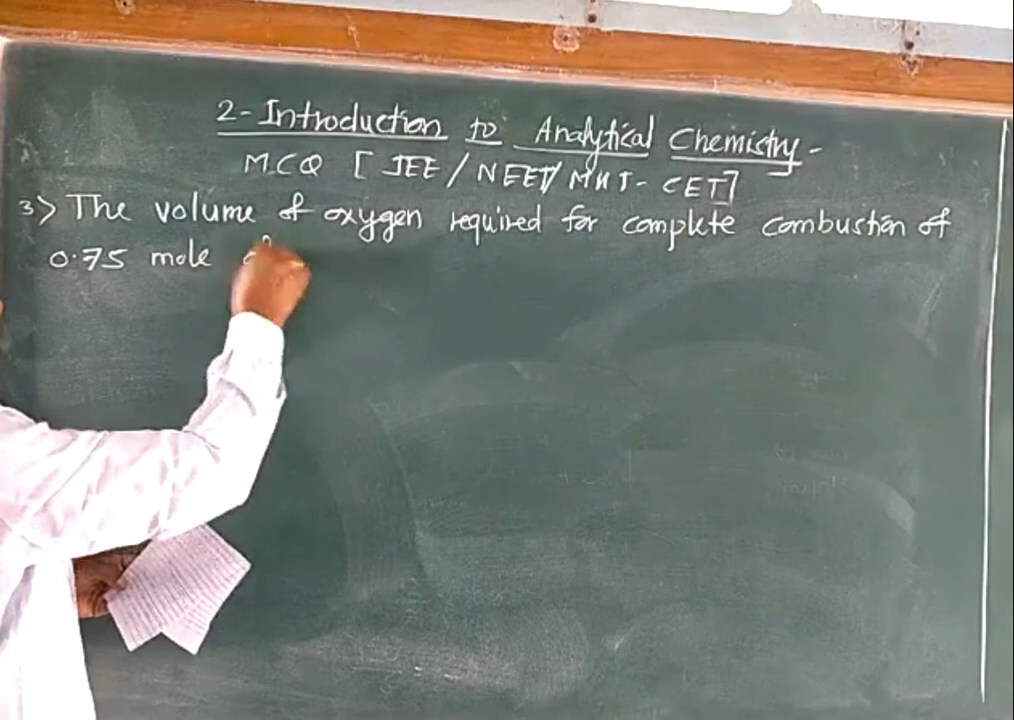 2- Introduction to Analytical Chemistry -
MCQ [ JEE / NEET / MHT- CET]
3> The volume of oxygen required for complete combustion of
0.75 mole